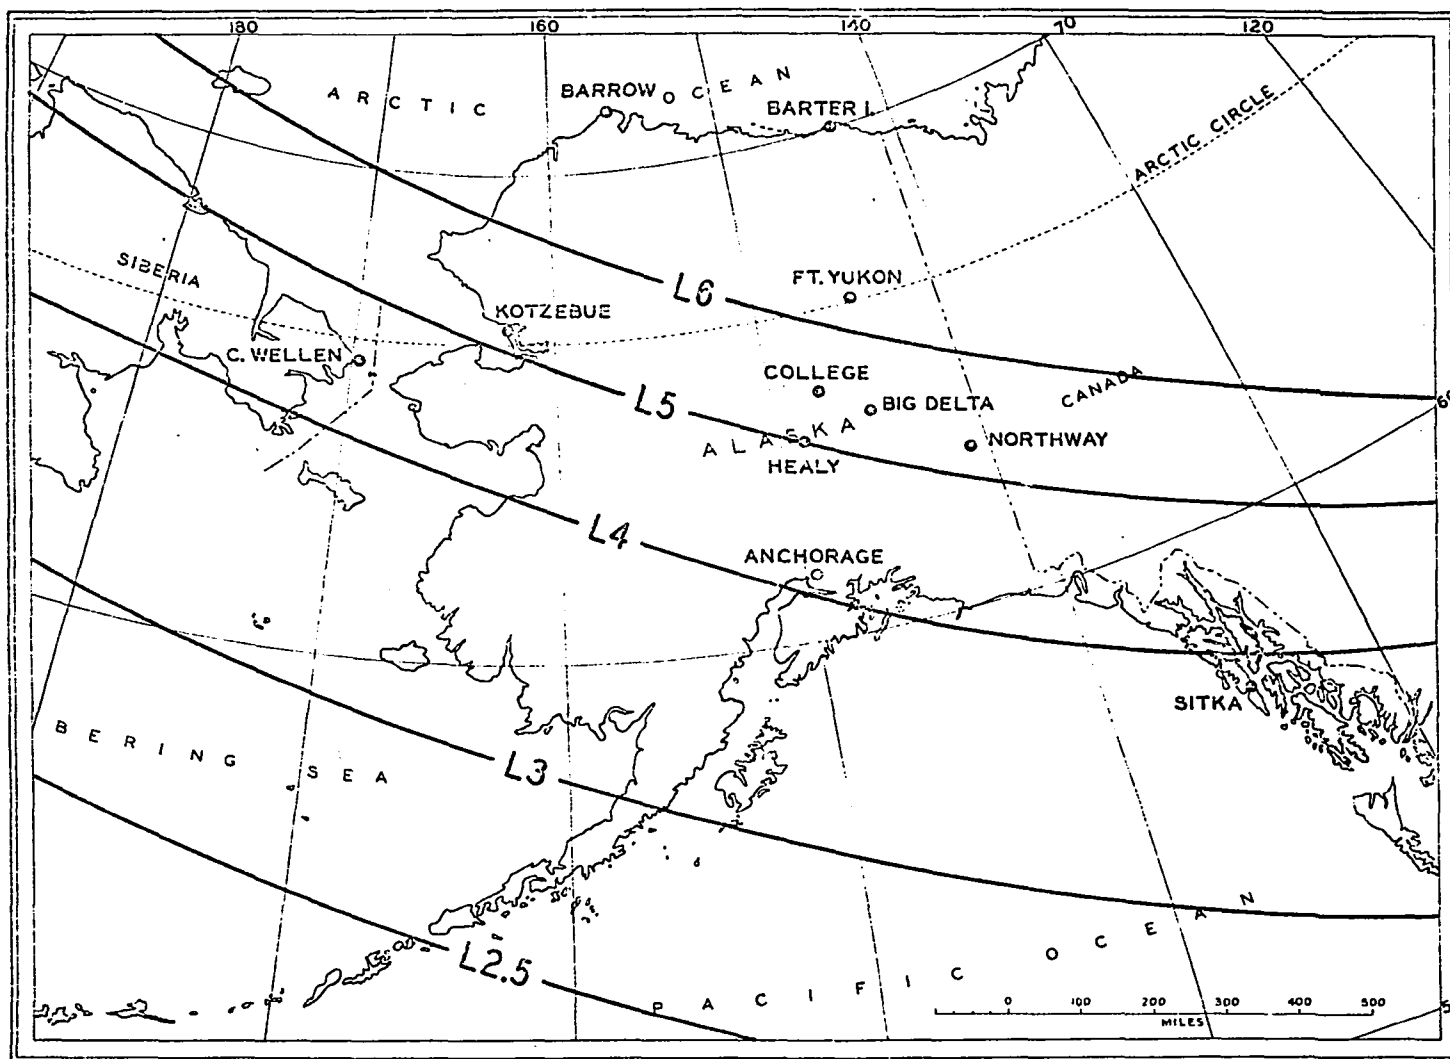 180 160 140 70 120
BARROW
ARCTIC OCEAN
BARTER I.
ARCTIC CIRCLE
SIBERIA
L6
FT. YUKON
KOTZEBUE
C. WELLEN
COLLEGE
CANADA
L5
BIG DELTA
ALASKA
NORTHWAY
HEALY
L4
ANCHORAGE
SITKA
BERING SEA
L3
L2.5
PACIFIC OCEAN
0 100 200 300 400 500
MILES